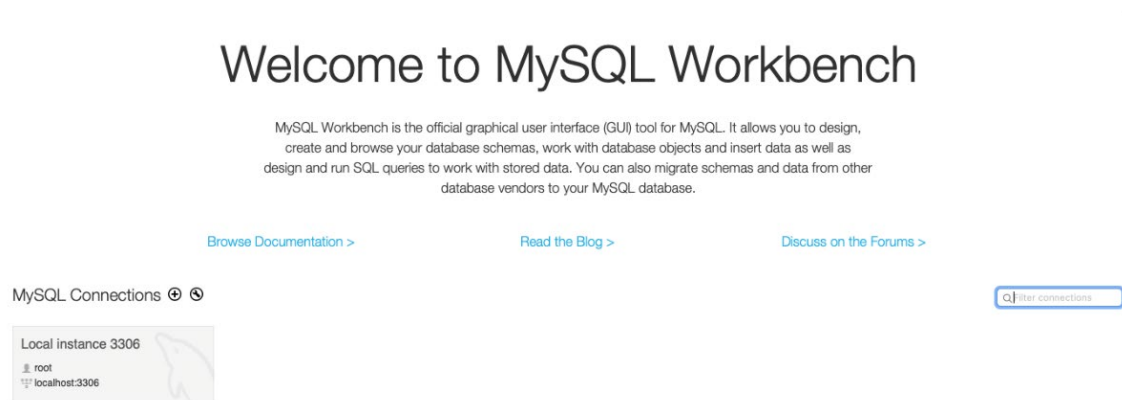 Welcome to MySQL Workbench
MySQL Workbench is the official graphical user interface (GUI) tool for MySQL. It allows you to design,
create and browse your database schemas, work with database objects and insert data as well as
design and run SQL queries to work with stored data. You can also migrate schemas and data from other
database vendors to your MySQL database.
Browse Documentation >
Read the Blog >
Discuss on the Forums >
MySQL Connections
Filter connections
Local instance 3306
root
localhost:3306